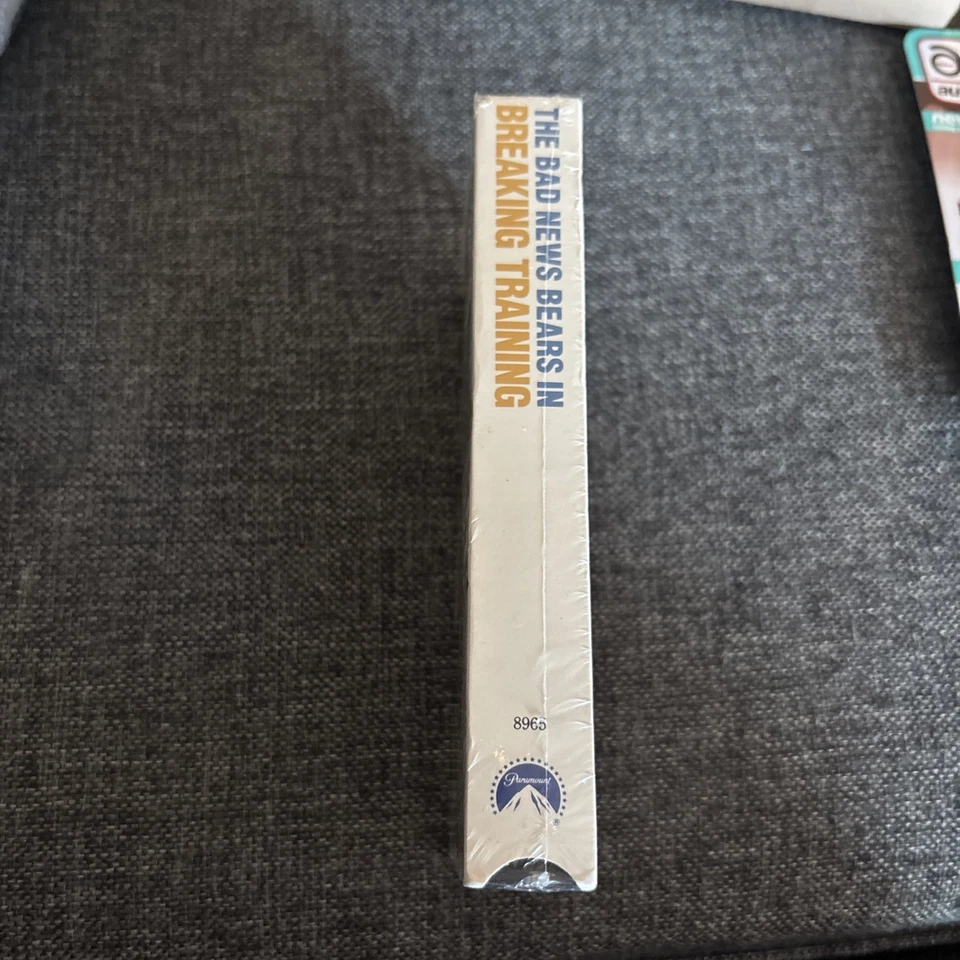 THE BAD NEWS BEARS IN
BREAKING TRAINING
8965
Paramount
®